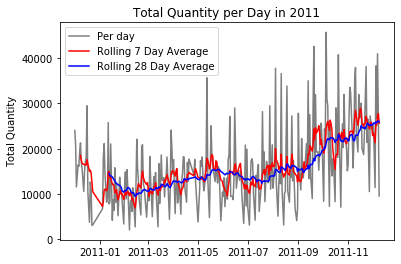 Total Quantity per Day in 2011
Per day
Rolling 7 Day Average
Rolling 28 Day Average
Total Quantity
40000
30000
20000
10000
0
2011-01
2011-03
2011-05
2011-07
2011-09
2011-11